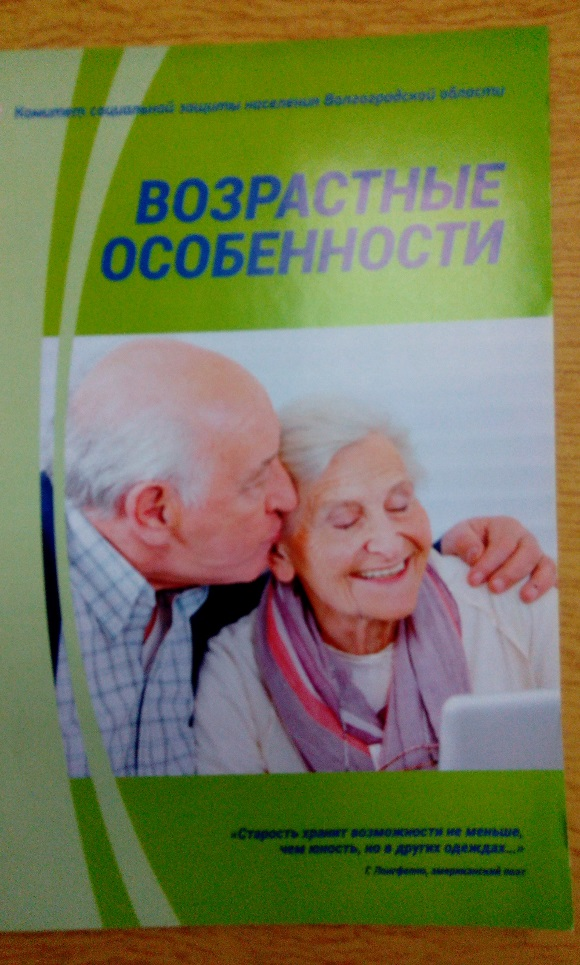 Комитет социальной защиты населения Волгоградской области
ВОЗРАСТНЫЕ
ОСОБЕННОСТИ
«Старость хранит возможности не меньше,
чем юность, но в других одеждах...»
Г. Лонгфелло, американский поэт